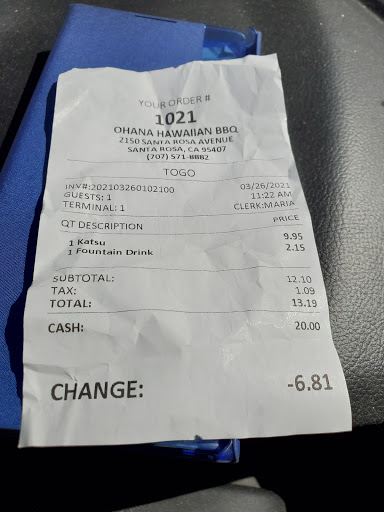 YOUR ORDER #
1021
OHANA HAWAIIAN BBQ
2150 SANTA ROSA AVENUE
SANTA ROSA, CA 95407
(707) 571-8882
TOGO
INV#:202103260102100 03/26/2021
GUESTS: 1 11:22 AM
TERMINAL: 1 CLERK:MARIA
QT DESCRIPTION PRICE
1 Katsu 9.95
1 Fountain Drink 2.15
SUBTOTAL: 12.10
TAX: 1.09
TOTAL: 13.19
CASH: 20.00
CHANGE: -6.81